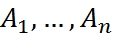 A₁, … , Aₙ